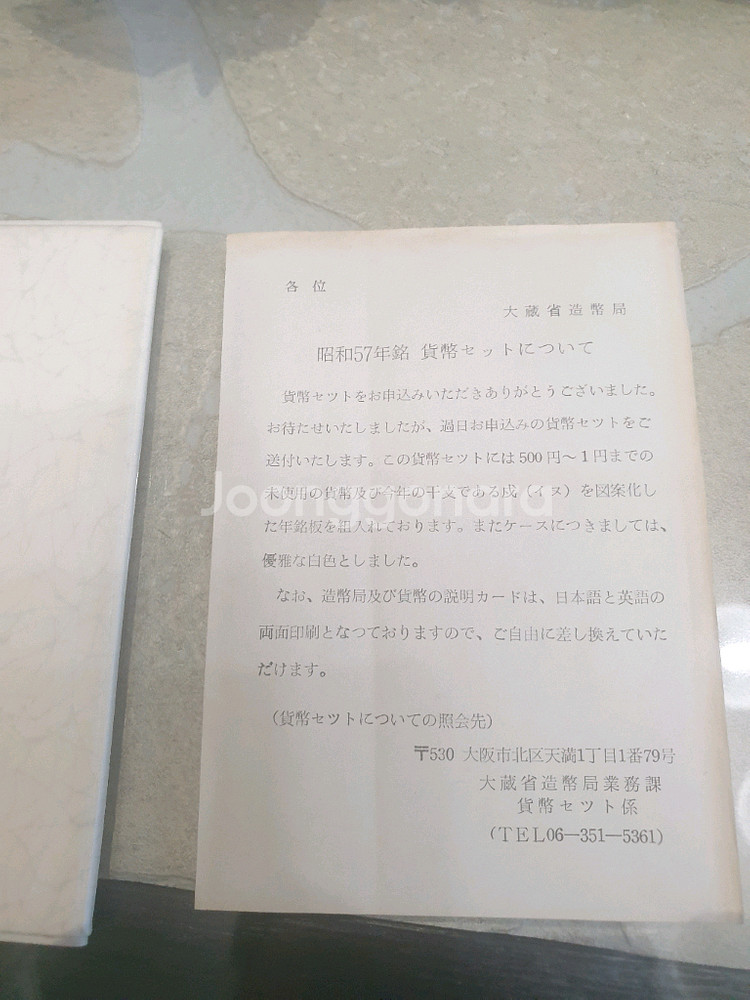 各 位
大蔵省造幣局
昭和57年銘 貨幣セットについて
貨幣セツトをお申込みいただきありがとうございました。
お待たせいたしましたが、過日お申込みの貨幣セツトをご
送付いたします。この貨幣セツトには500円〜1円までの
未使用の貨幣及び今年の干支である戌（イヌ）を図案化し
た年銘板を組入れております。またケースにつきましては、
優雅な白色としました。
なお、造幣局及び貨幣の説明カードは、日本語と英語の
両面印刷となつておりますので、ご自由に差し換えていた
だけます。
（貨幣セツトについての照会先）
〒530 大阪市北区天満1丁目1番79号
大蔵省造幣局業務課
貨幣セツト係
（TEL06―351―5361）
Joonggonara